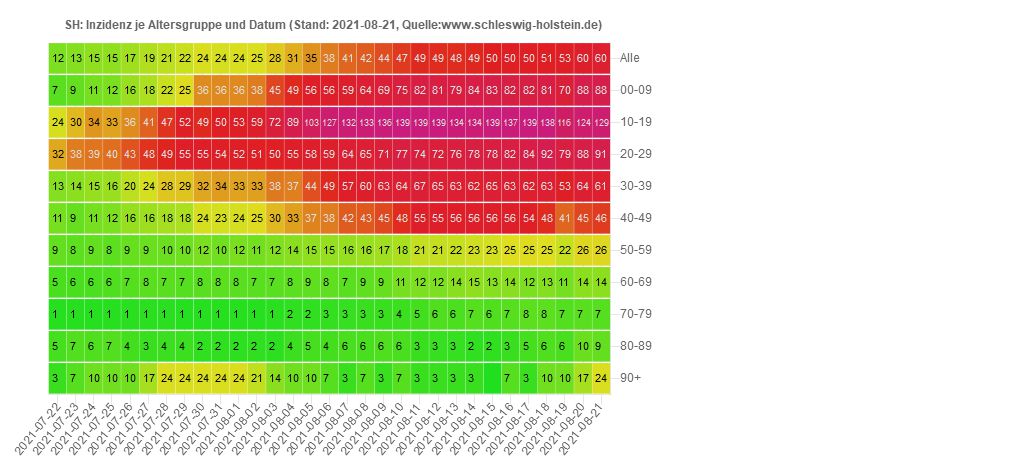 SH: Inzidenz je Altersgruppe und Datum (Stand: 2021-08-21, Quelle:www.schleswig-holstein.de)
12 13 15 15 17 19 21 22 24 24 24 25 28 31 35 38 41 42 44 47 49 49 48 49 50 50 50 51 53 60 60 Alle
7 9 11 12 16 18 22 25 36 36 36 38 45 49 56 56 59 64 69 75 82 81 79 84 83 82 82 81 70 88 88 00-09
24 30 34 33 36 41 47 52 49 50 53 59 72 89 103 127 132 133 136 139 139 139 134 134 139 137 139 138 116 124 129 10-19
32 38 39 40 43 48 49 55 55 54 52 51 50 55 58 59 64 65 71 77 74 72 76 78 78 82 84 92 79 88 91 20-29
13 14 15 16 20 24 28 29 32 34 33 33 38 37 44 49 57 60 63 64 67 65 63 62 65 63 62 63 53 64 61 30-39
11 9 11 12 16 16 18 18 24 23 24 25 30 33 37 38 42 43 45 48 55 55 56 56 56 56 54 48 41 45 46 40-49
9 8 9 8 9 9 10 10 12 10 12 11 12 14 15 15 16 16 17 18 21 21 22 23 23 25 25 25 22 26 26 50-59
5 6 6 6 7 8 7 7 8 8 8 7 7 8 9 8 7 9 9 11 12 12 14 15 13 14 12 13 11 14 14 60-69
1 1 1 1 1 1 1 1 1 1 1 1 1 2 2 3 3 3 3 4 5 6 6 7 6 7 8 8 7 7 7 70-79
5 7 6 7 4 3 4 4 2 2 2 2 2 4 5 4 6 6 6 6 3 3 3 2 2 3 5 6 6 10 9 80-89
3 7 10 10 10 17 24 24 24 24 24 21 14 10 10 7 3 7 3 7 3 3 3 3 7 3 10 10 17 24 90+
2021-07-22 2021-07-23 2021-07-24 2021-07-25 2021-07-26 2021-07-27 2021-07-28 2021-07-29 2021-07-30 2021-07-31 2021-08-01 2021-08-02 2021-08-03 2021-08-04 2021-08-05 2021-08-06 2021-08-07 2021-08-08 2021-08-09 2021-08-10 2021-08-11 2021-08-12 2021-08-13 2021-08-14 2021-08-15 2021-08-16 2021-08-17 2021-08-18 2021-08-19 2021-08-20 2021-08-21